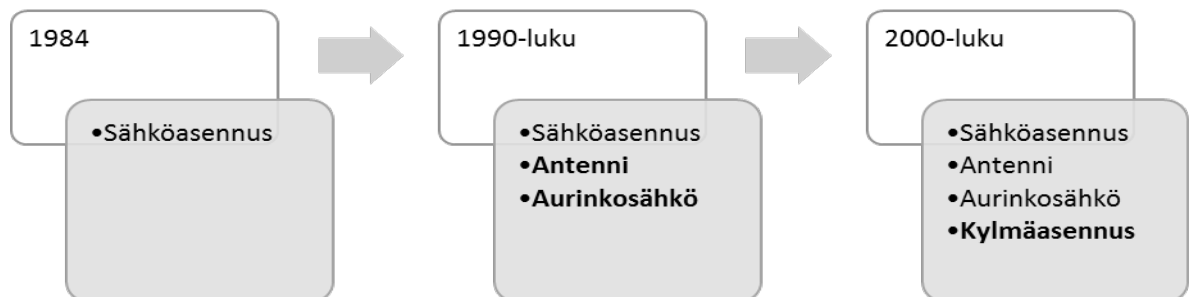 1984
•Sähköasennus
1990-luku
•Sähköasennus
•Antenni
•Aurinkosähkö
2000-luku
•Sähköasennus
•Antenni
•Aurinkosähkö
•Kylmäasennus